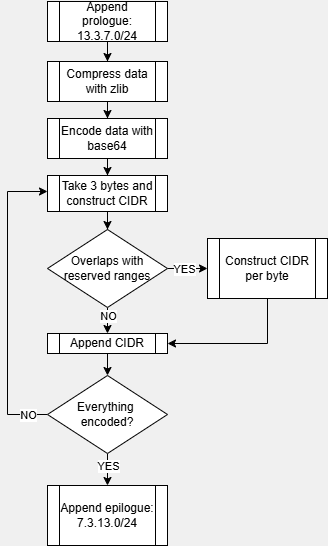 Append
prologue:
13.3.7.0/24
Compress data
with zlib
Encode data with
base64
Take 3 bytes and
construct CIDR
Overlaps with
reserved ranges
YES
Construct CIDR
per byte
NO
Append CIDR
Everything
encoded?
NO
YES
Append epilogue:
7.3.13.0/24